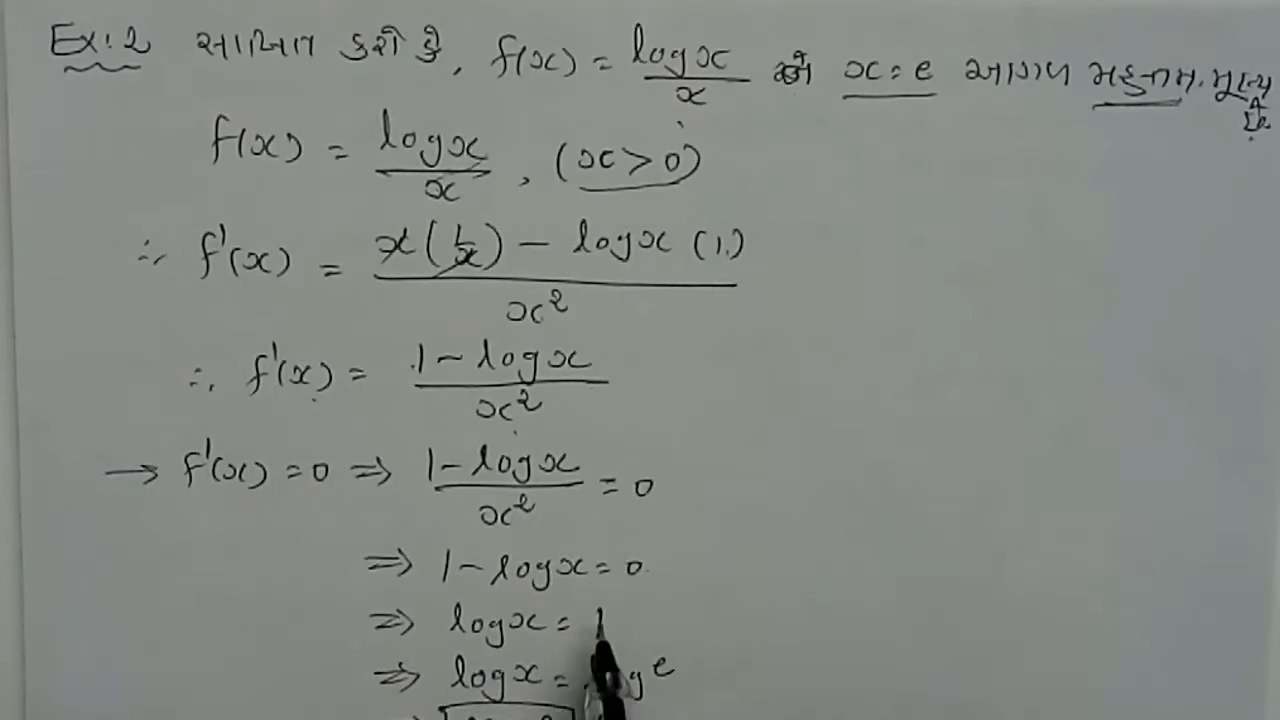 Ex:2 સાબિત કરો કે, f(x) = log x / x એ x = e આગળ મહત્તમ મૂલ્ય છે.
f(x) = log x / x, (x > 0)
∴ f'(x) = x(1/x) - log x (1) / x²
∴ f'(x) = 1 - log x / x²
→ f'(x) = 0 ⇒ 1 - log x / x² = 0
⇒ 1 - log x = 0
⇒ log x = 1
⇒ log x = log e